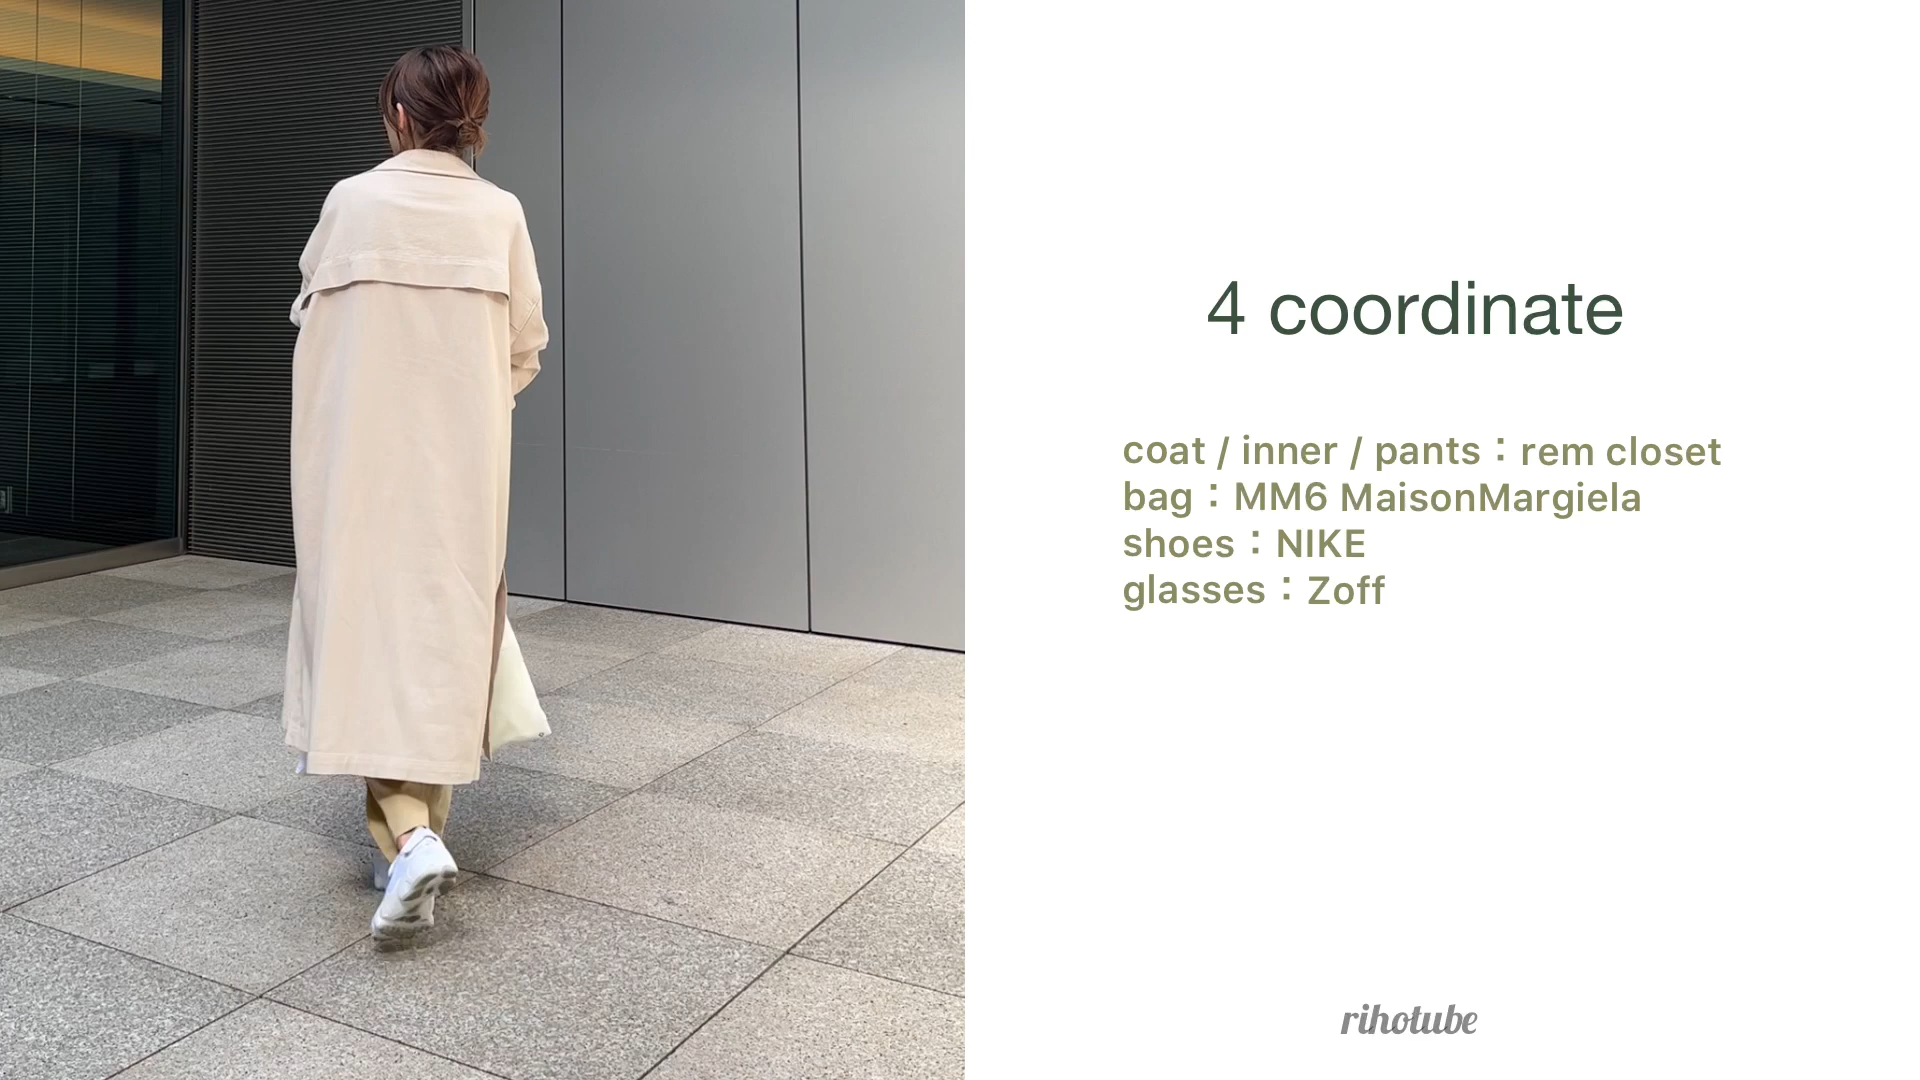 4 coordinate
coat / inner / pants：rem closet
bag：MM6 MaisonMargiela
shoes：NIKE
glasses：Zoff
rihotube